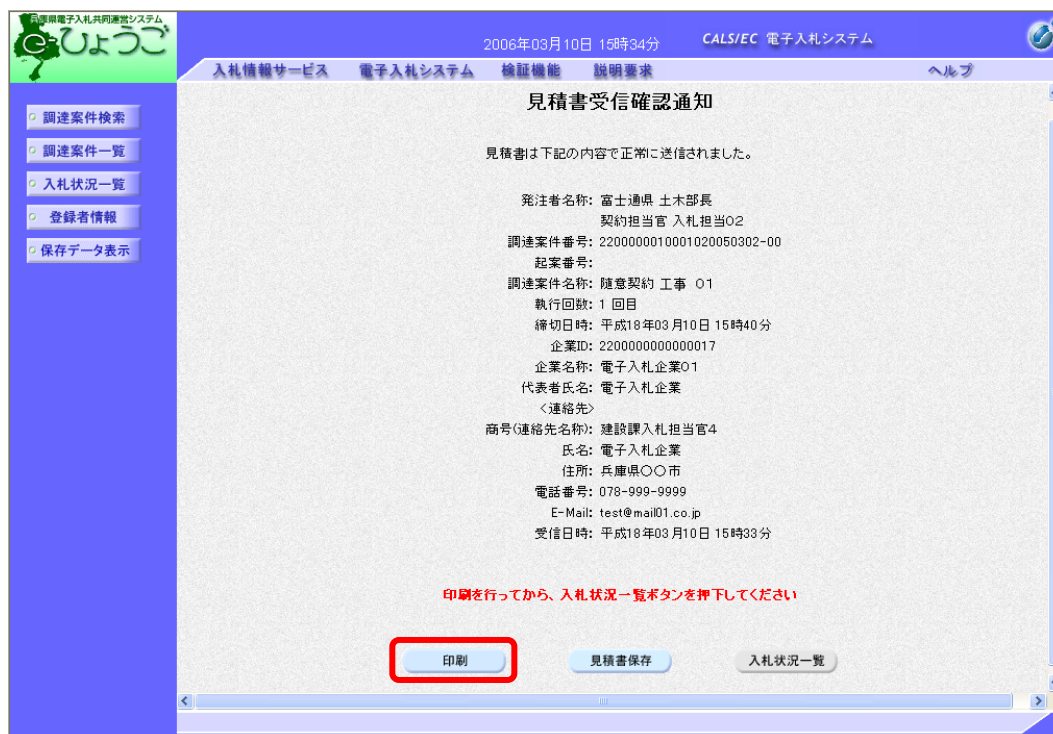 兵庫県電子入札共同運営システム
e-ひょうご
2006年03月10日 15時34分
CALS/EC 電子入札システム
入札情報サービス 電子入札システム 検証機能 説明要求 ヘルプ
調達案件検索
調達案件一覧
入札状況一覧
登録者情報
保存データ表示
見積書受信確認通知
見積書は下記の内容で正常に送信されました。
発注者名称: 富士通県 土木部長
契約担当官 入札担当02
調達案件番号: 2200000010001020050302-00
起案番号:
調達案件名称: 随意契約 工事 01
執行回数: 1 回目
締切日時: 平成18年03月10日 15時40分
企業ID: 2200000000000017
企業名称: 電子入札企業01
代表者氏名: 電子入札企業
<連絡先>
商号(連絡先名称): 建設課入札担当官4
氏名: 電子入札企業
住所: 兵庫県○○市
電話番号: 078-999-9999
E-Mail: test@mail01.co.jp
受信日時: 平成18年03月10日 15時33分
印刷を行ってから、入札状況一覧ボタンを押下してください
印刷 見積書保存 入札状況一覧